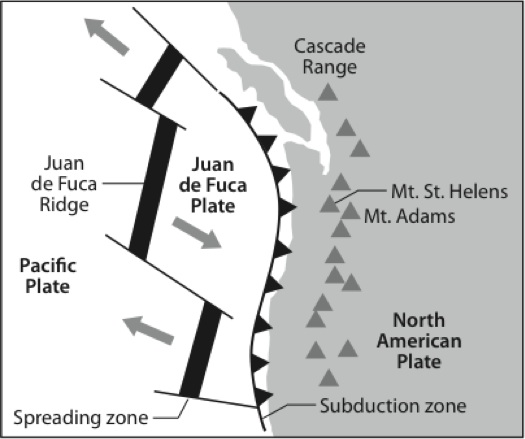 Cascade
Range
Juan
de Fuca
Ridge
Juan
de Fuca
Plate
Mt. St. Helens
Mt. Adams
Pacific
Plate
North
American
Plate
Subduction zone
Spreading zone